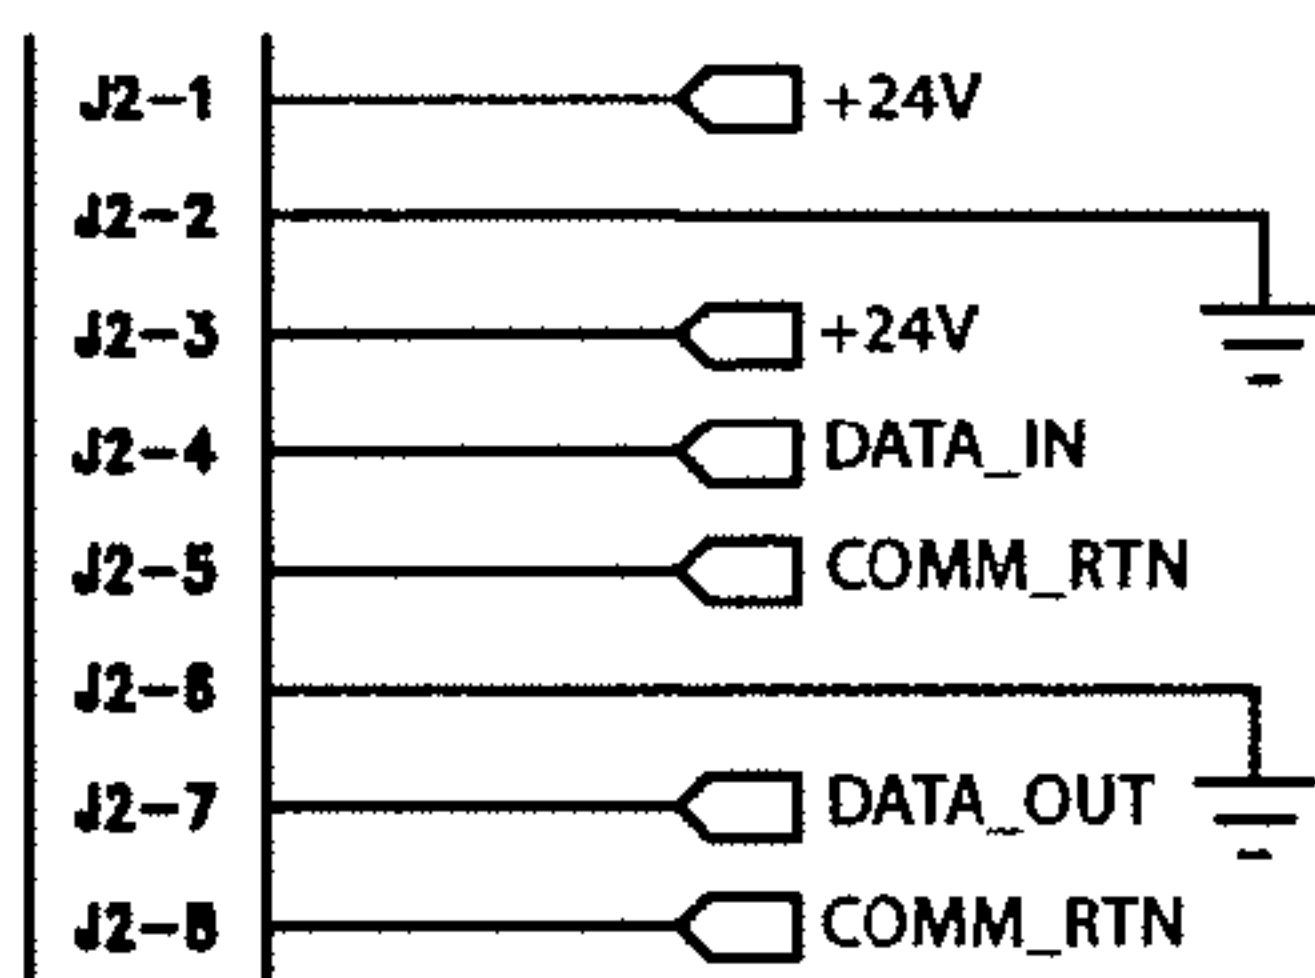 J2-1 +24V
J2-2
J2-3 +24V
J2-4 DATA_IN
J2-5 COMM_RTN
J2-6
J2-7 DATA_OUT
J2-8 COMM_RTN